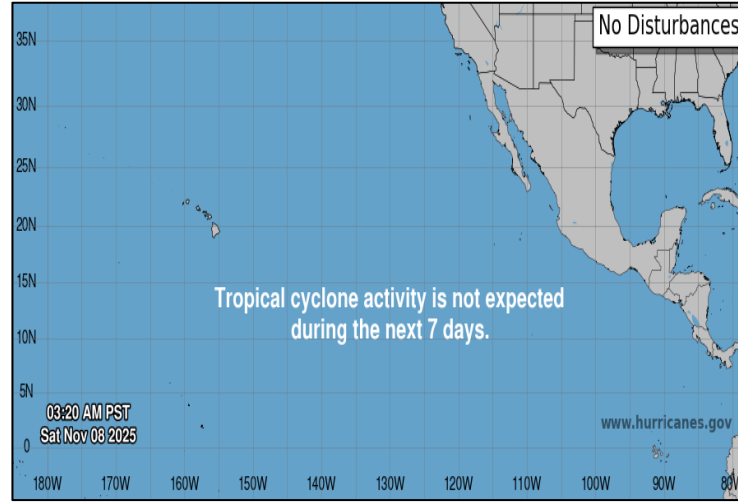 No Disturbances
35N
30N
25N
20N
15N
Tropical cyclone activity is not expected
during the next 7 days.
10N
5N
03:20 AM PST
Sat Nov 08 2025
www.hurricanes.gov
0
180W 170W 160W 150W 140W 130W 120W 110W 100W 90W 80W